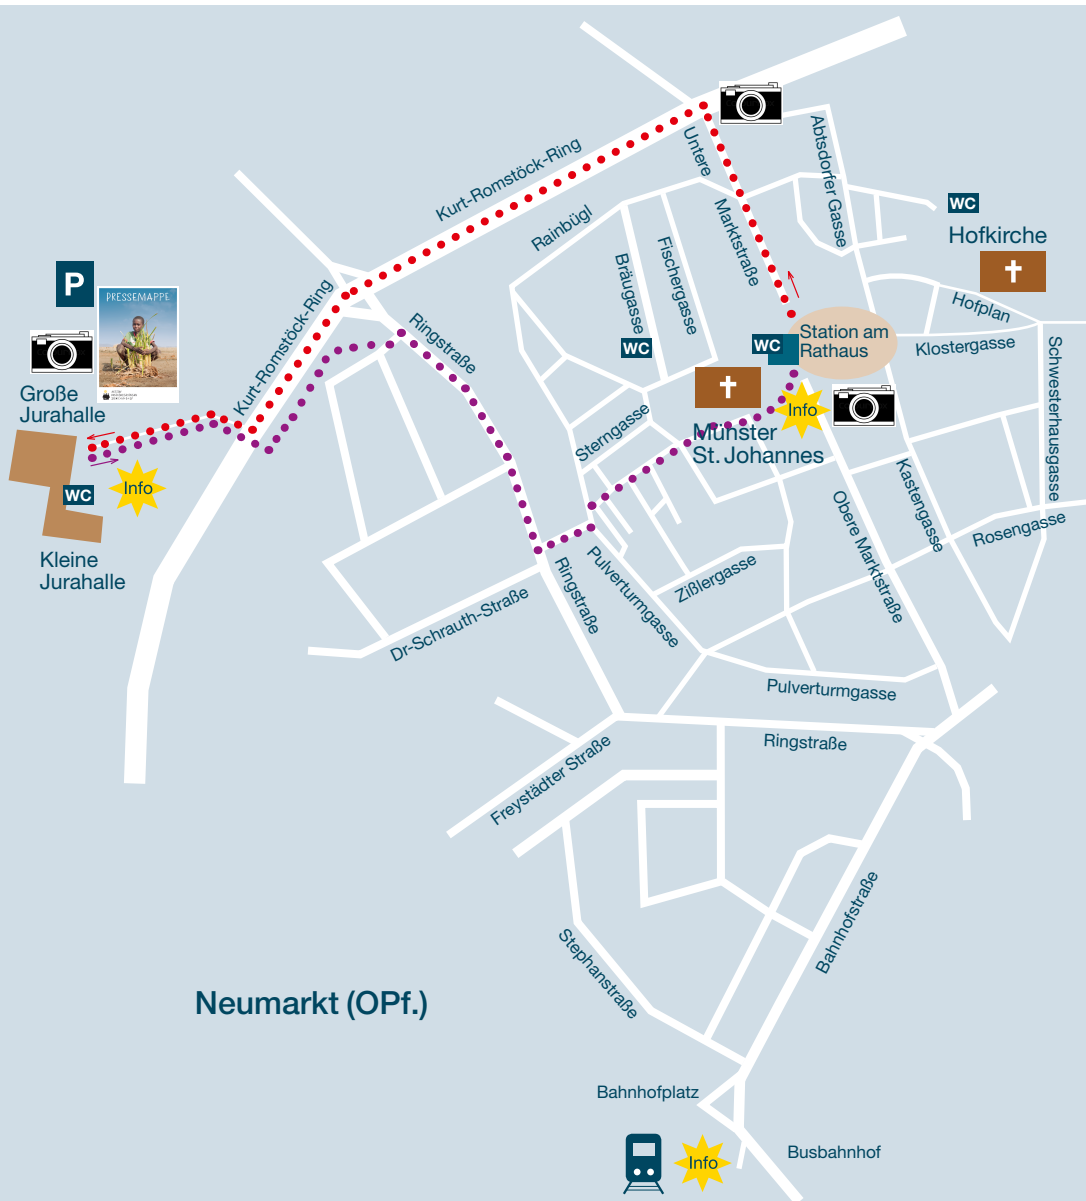 Kurt-Romstöck-Ring
Untere
Marktstraße
Abtsdorfer Gasse
WC
Hofkirche
Rainbügl
Fischergasse
Bräugasse
P
PRESSEMAPPE
Kurt-Romstöck-Ring
Ringstraße
Hofplan
WC
WC
Station am
Rathaus
Klostergasse
Schwesterhausgasse
Große
Jurahalle
Info
Münster
St. Johannes
Sterngasse
WC
Info
Kastengasse
Obere Marktstraße
Rosengasse
Kleine
Jurahalle
Ringstraße
Pulverturmgasse
Zißlergasse
Dr-Schrauth-Straße
Pulverturmgasse
Ringstraße
Freystädter Straße
Bahnhofstraße
Stephanstraße
Neumarkt (OPf.)
Bahnhofplatz
Busbahnhof
Info